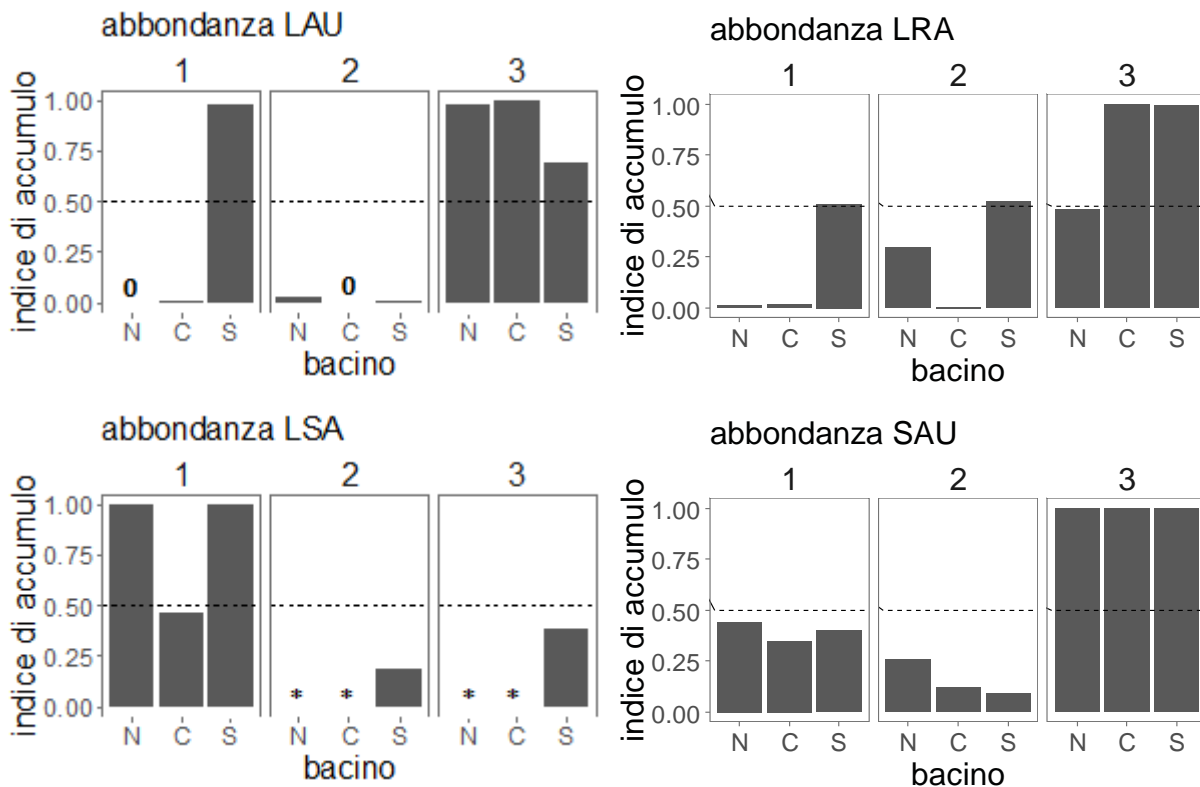 abbondanza LAU
1 2 3
indice di accumulo
1.00
0.75
0.50
0.25
0.00
0 0
N C S N C S N C S
bacino
abbondanza LRA
1 2 3
indice di accumulo
1.00
0.75
0.50
0.25
0.00
N C S N C S N C S
bacino
abbondanza LSA
1 2 3
indice di accumulo
1.00
0.75
0.50
0.25
0.00
* * * *
N C S N C S N C S
bacino
abbondanza SAU
1 2 3
indice di accumulo
1.00
0.75
0.50
0.25
0.00
N C S N C S N C S
bacino